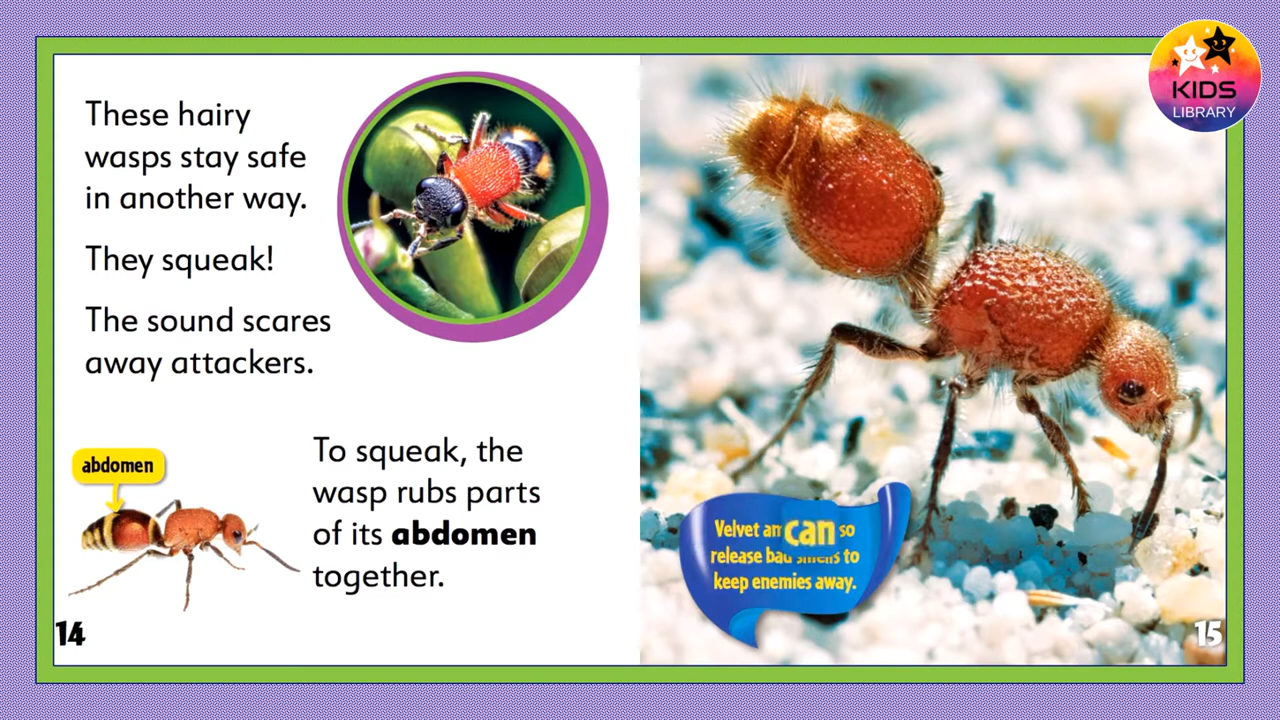 These hairy
wasps stay safe
in another way.
They squeak!
The sound scares
away attackers.
abdomen
To squeak, the
wasp rubs parts
of its abdomen
together.
14
KIDS
LIBRARY
Velvet can so
release bad smells to
keep enemies away.
15